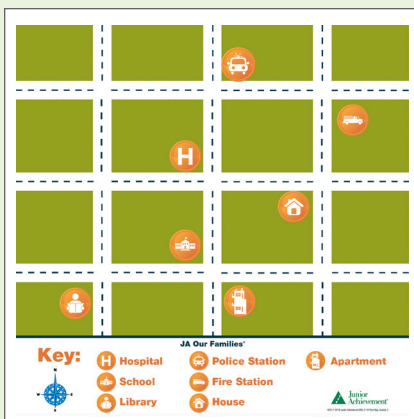 H
H
JA Our Families®
Key:
Hospital
Police Station
Apartment
School
Fire Station
Library
House
Junior
Achievement®